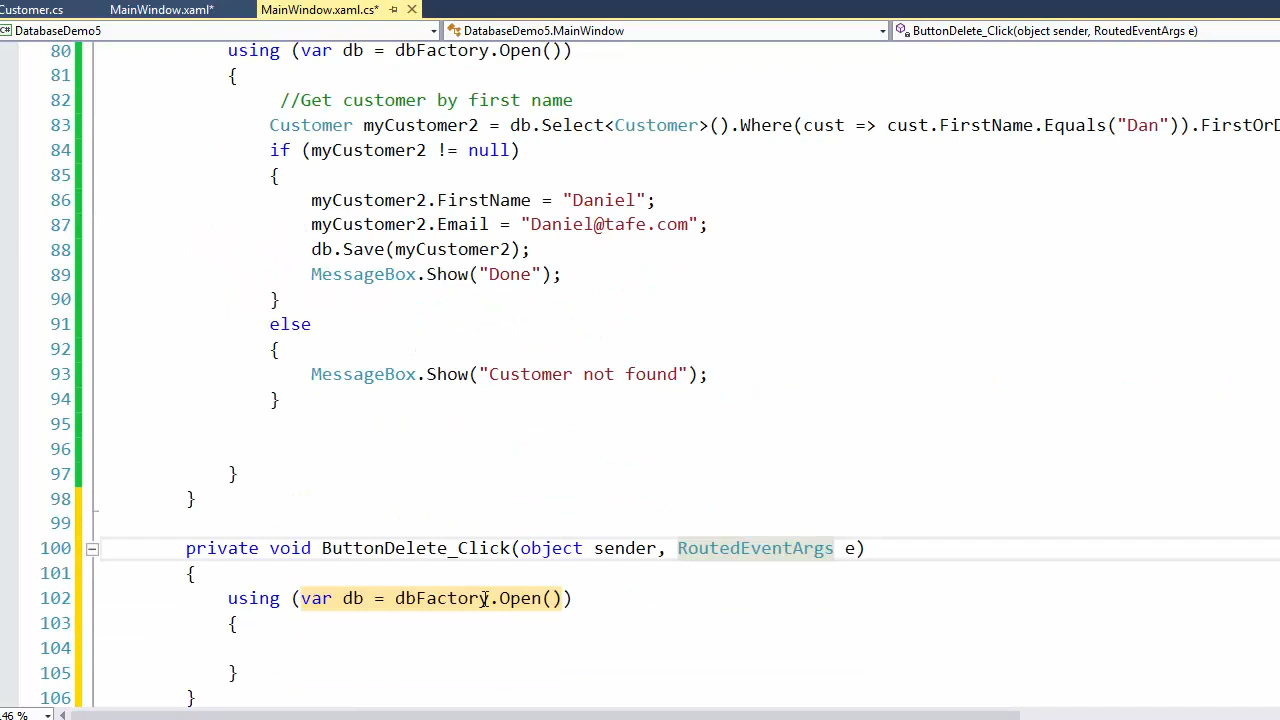 Customer.cs MainWindow.xaml* MainWindow.xaml.cs*
DatabaseDemo5 DatabaseDemo5.MainWindow ButtonDelete_Click(object sender, RoutedEventArgs e)
80 using (var db = dbFactory.Open())
81 {
82 //Get customer by first name
83 Customer myCustomer2 = db.Select<Customer>().Where(cust => cust.FirstName.Equals("Dan")).FirstOrD
84 if (myCustomer2 != null)
85 {
86 myCustomer2.FirstName = "Daniel";
87 myCustomer2.Email = "Daniel@tafe.com";
88 db.Save(myCustomer2);
89 MessageBox.Show("Done");
90 }
91 else
92 {
93 MessageBox.Show("Customer not found");
94 }
95
96
97 }
98 }
99
100 private void ButtonDelete_Click(object sender, RoutedEventArgs e)
101 {
102 using (var db = dbFactory.Open())
103 {
104
105 }
106 }
46 %